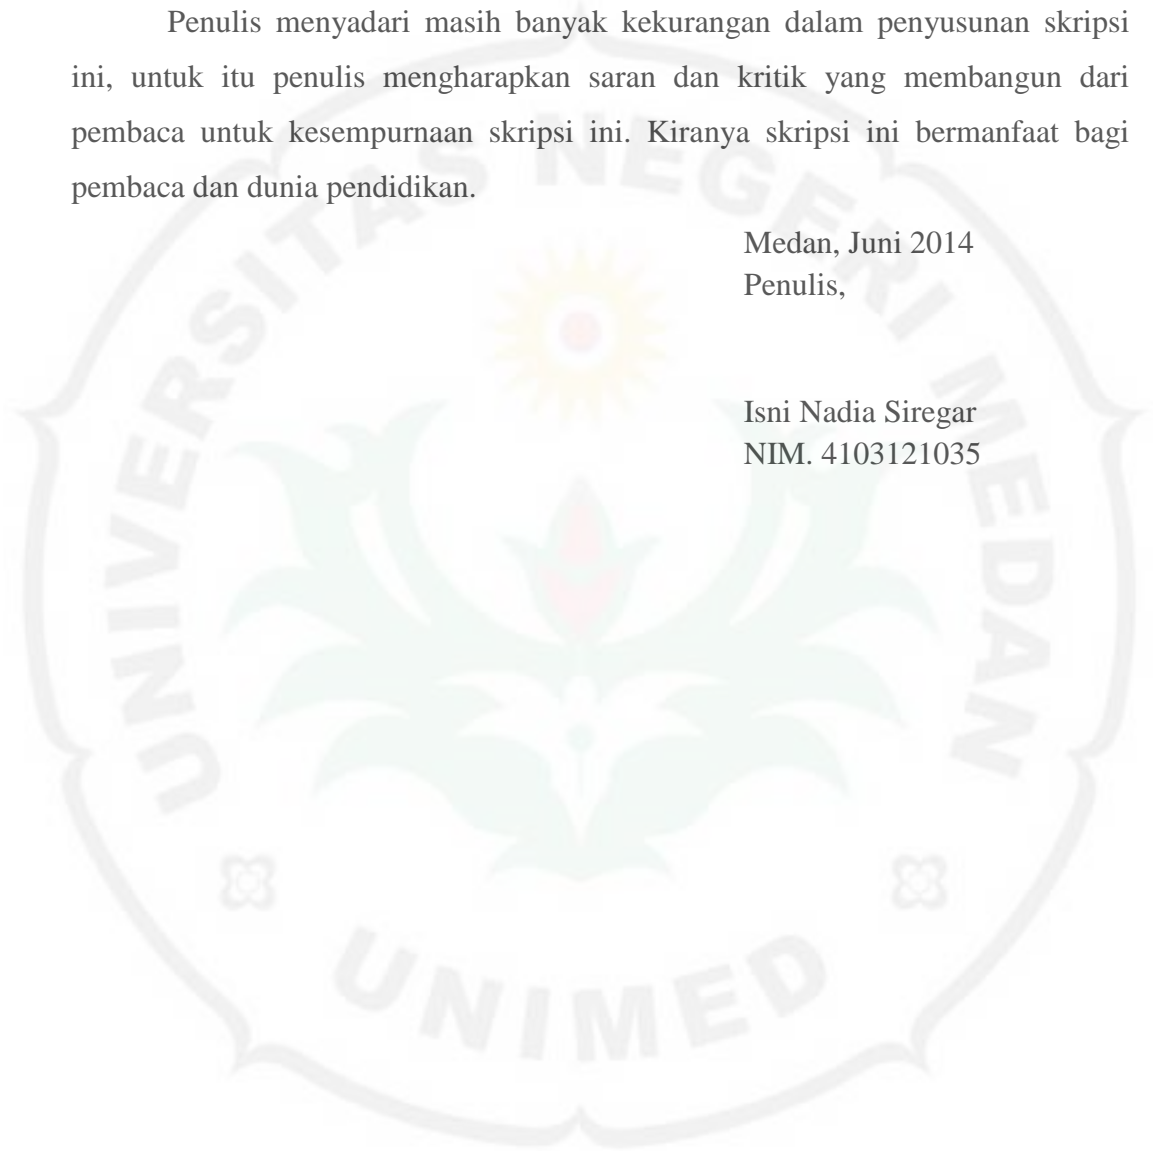 Penulis menyadari masih banyak kekurangan dalam penyusunan skripsi
ini, untuk itu penulis mengharapkan saran dan kritik yang membangun dari
pembaca untuk kesempurnaan skripsi ini. Kiranya skripsi ini bermanfaat bagi
pembaca dan dunia pendidikan.
Medan, Juni 2014
Penulis,
Isni Nadia Siregar
NIM. 4103121035
UNIVERSITAS NEGERI MEDAN
UNIMED